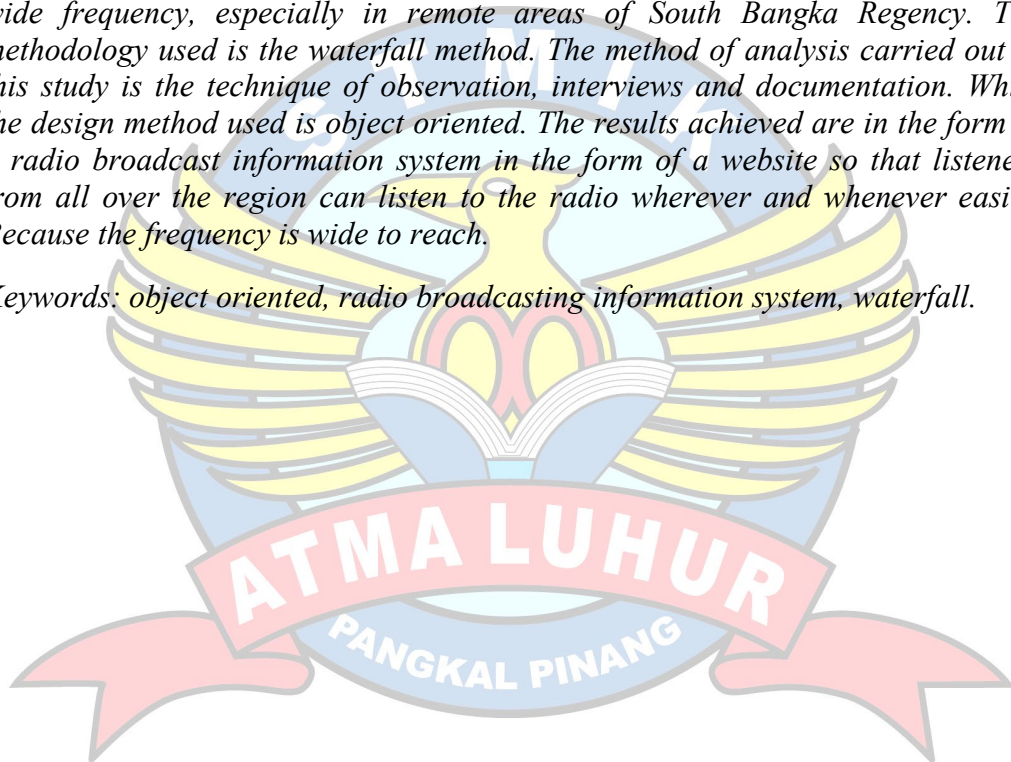 wide frequency, especially in remote areas of South Bangka Regency. T
methodology used is the waterfall method. The method of analysis carried out
this study is the technique of observation, interviews and documentation. Whi
the design method used is object oriented. The results achieved are in the form
radio broadcast information system in the form of a website so that listene
from all over the region can listen to the radio wherever and whenever easi
Because the frequency is wide to reach.
Keywords: object oriented, radio broadcasting information system, waterfall.
STMIK
ATMA LUHUR
PANGKAL PINANG